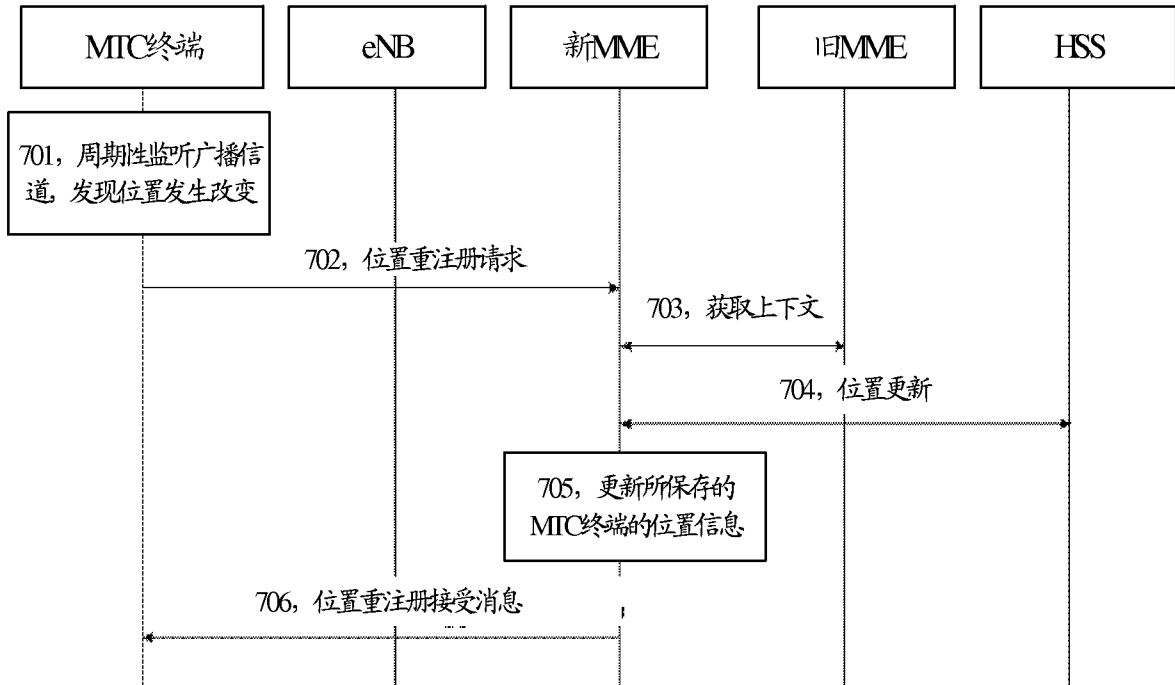 MTC终端
eNB
新MME
旧MME
HSS
701，周期性监听广播信
道，发现位置发生改变
702，位置重注册请求
703，获取上下文
704，位置更新
705，更新所保存的
MTC终端的位置信息
706，位置重注册接受消息